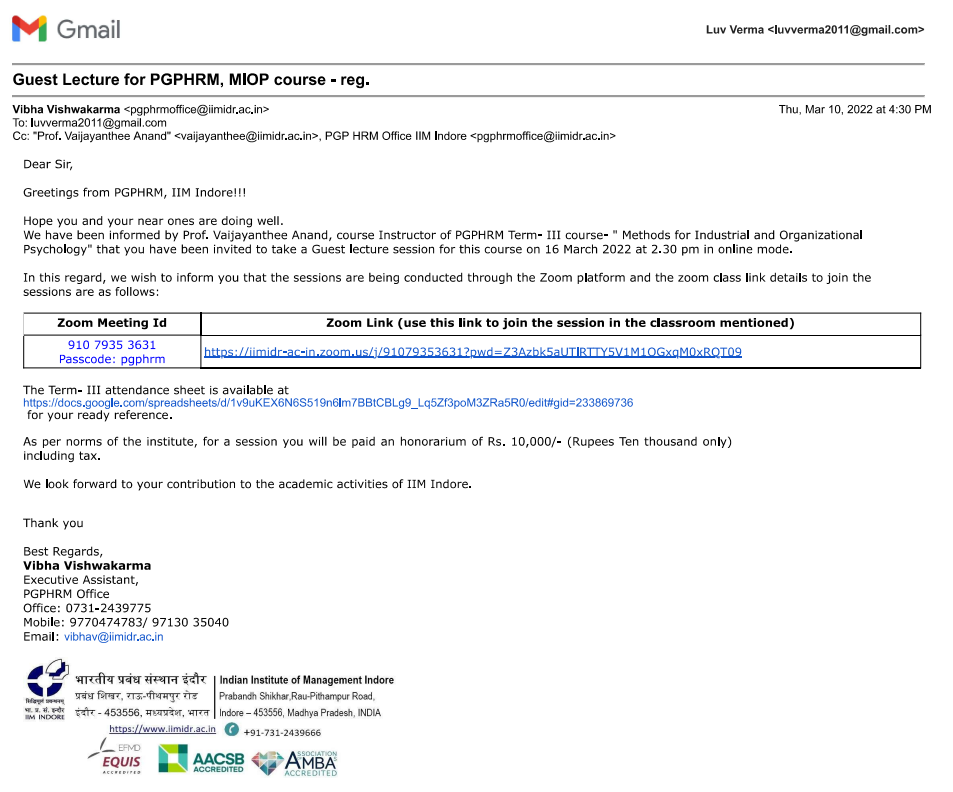 Gmail
Luv Verma <luvverma2011@gmail.com>
Guest Lecture for PGPHRM, MIOP course - reg.
Vibha Vishwakarma <pgphrmoffice@iimidr.ac.in>
Thu, Mar 10, 2022 at 4:30 PM
To: luvverma2011@gmail.com
Cc: "Prof. Vaijayanthee Anand" <vaijayanthee@iimidr.ac.in>, PGP HRM Office IIM Indore <pgphrmoffice@iimidr.ac.in>
Dear Sir,
Greetings from PGPHRM, IIM Indore!!!
Hope you and your near ones are doing well.
We have been informed by Prof. Vaijayanthee Anand, course Instructor of PGPHRM Term- III course- " Methods for Industrial and Organizational
Psychology" that you have been invited to take a Guest lecture session for this course on 16 March 2022 at 2.30 pm in online mode.
In this regard, we wish to inform you that the sessions are being conducted through the Zoom platform and the zoom class link details to join the
sessions are as follows:
Zoom Meeting Id
Zoom Link (use this link to join the session in the classroom mentioned)
910 7935 3631
Passcode: pgphrm
https://iimidr-ac-in.zoom.us/j/91079353631?pwd=Z3Azbk5aUTlRTTY5V1M1OGxqM0xRQT09
The Term- III attendance sheet is available at
https://docs.google.com/spreadsheets/d/1v9uKEX6N6S519n6lm7BBtCBLg9_Lq5Zf3poM3ZRa5R0/edit#gid=233869736
for your ready reference.
As per norms of the institute, for a session you will be paid an honorarium of Rs. 10,000/- (Rupees Ten thousand only)
including tax.
We look forward to your contribution to the academic activities of IIM Indore.
Thank you
Best Regards,
Vibha Vishwakarma
Executive Assistant,
PGPHRM Office
Office: 0731-2439775
Mobile: 9770474783/ 97130 35040
Email: vibhav@iimidr.ac.in
भारतीय प्रबंध संस्थान इंदौर
प्रबंध शिखर, राऊ-पीथमपुर रोड
इंदौर - 453556, मध्यप्रदेश, भारत
Indian Institute of Management Indore
Prabandh Shikhar,Rau-Pithampur Road,
Indore – 453556, Madhya Pradesh, INDIA
सिद्धिमूलं प्रबन्धनम्
भा. प्र. सं. इन्दौर
IIM INDORE
https://www.iimidr.ac.in
+91-731-2439666
EFMD
EQUIS
ACCREDITED
AACSB
ACCREDITED
ASSOCIATION
AMBA
ACCREDITED